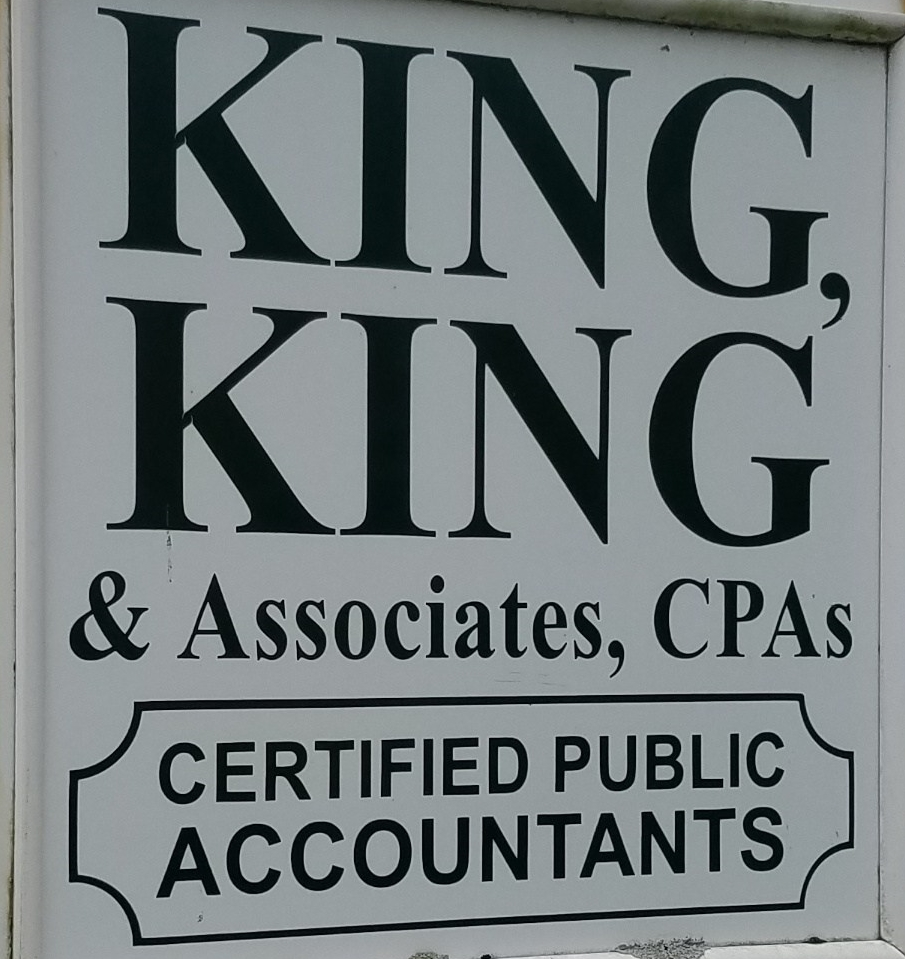 KING,
KING
& Associates, CPAs
CERTIFIED PUBLIC
ACCOUNTANTS